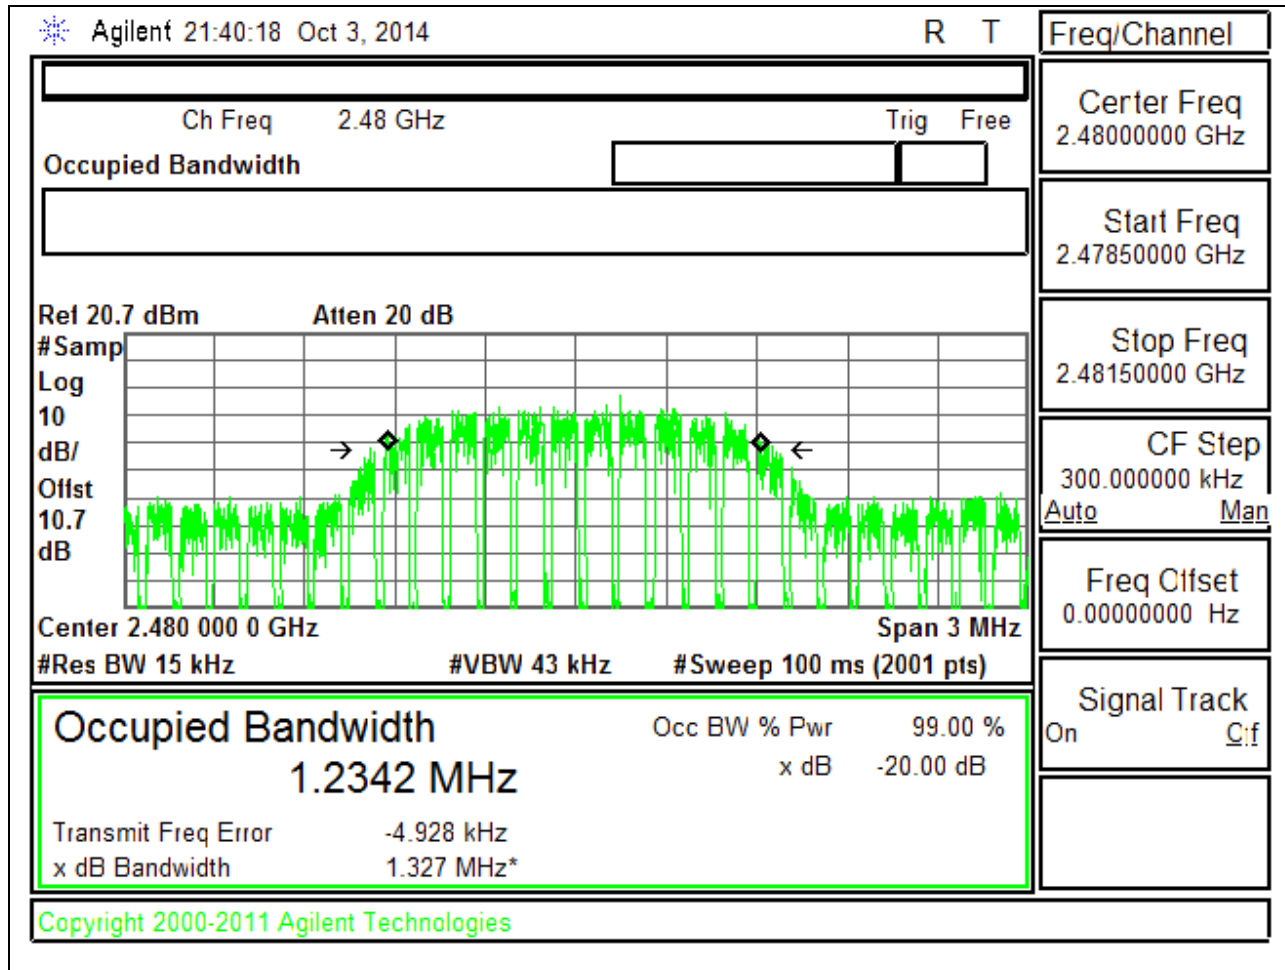 Agilent 21:40:18 Oct 3, 2014 R T
Freq/Channel
Ch Freq 2.48 GHz Trig Free
Occupied Bandwidth
Center Freq
2.48000000 GHz
Start Freq
2.47850000 GHz
Stop Freq
2.48150000 GHz
CF Step
300.000000 kHz
Auto Man
Freq Offset
0.00000000 Hz
Signal Track
On Off
Ref 20.7 dBm Atten 20 dB
#Samp
Log
10
dB/
Offst
10.7
dB
Center 2.480 000 0 GHz Span 3 MHz
#Res BW 15 kHz #VBW 43 kHz #Sweep 100 ms (2001 pts)
Occupied Bandwidth Occ BW % Pwr 99.00 %
1.2342 MHz x dB -20.00 dB
Transmit Freq Error -4.928 kHz
x dB Bandwidth 1.327 MHz*
Copyright 2000-2011 Agilent Technologies